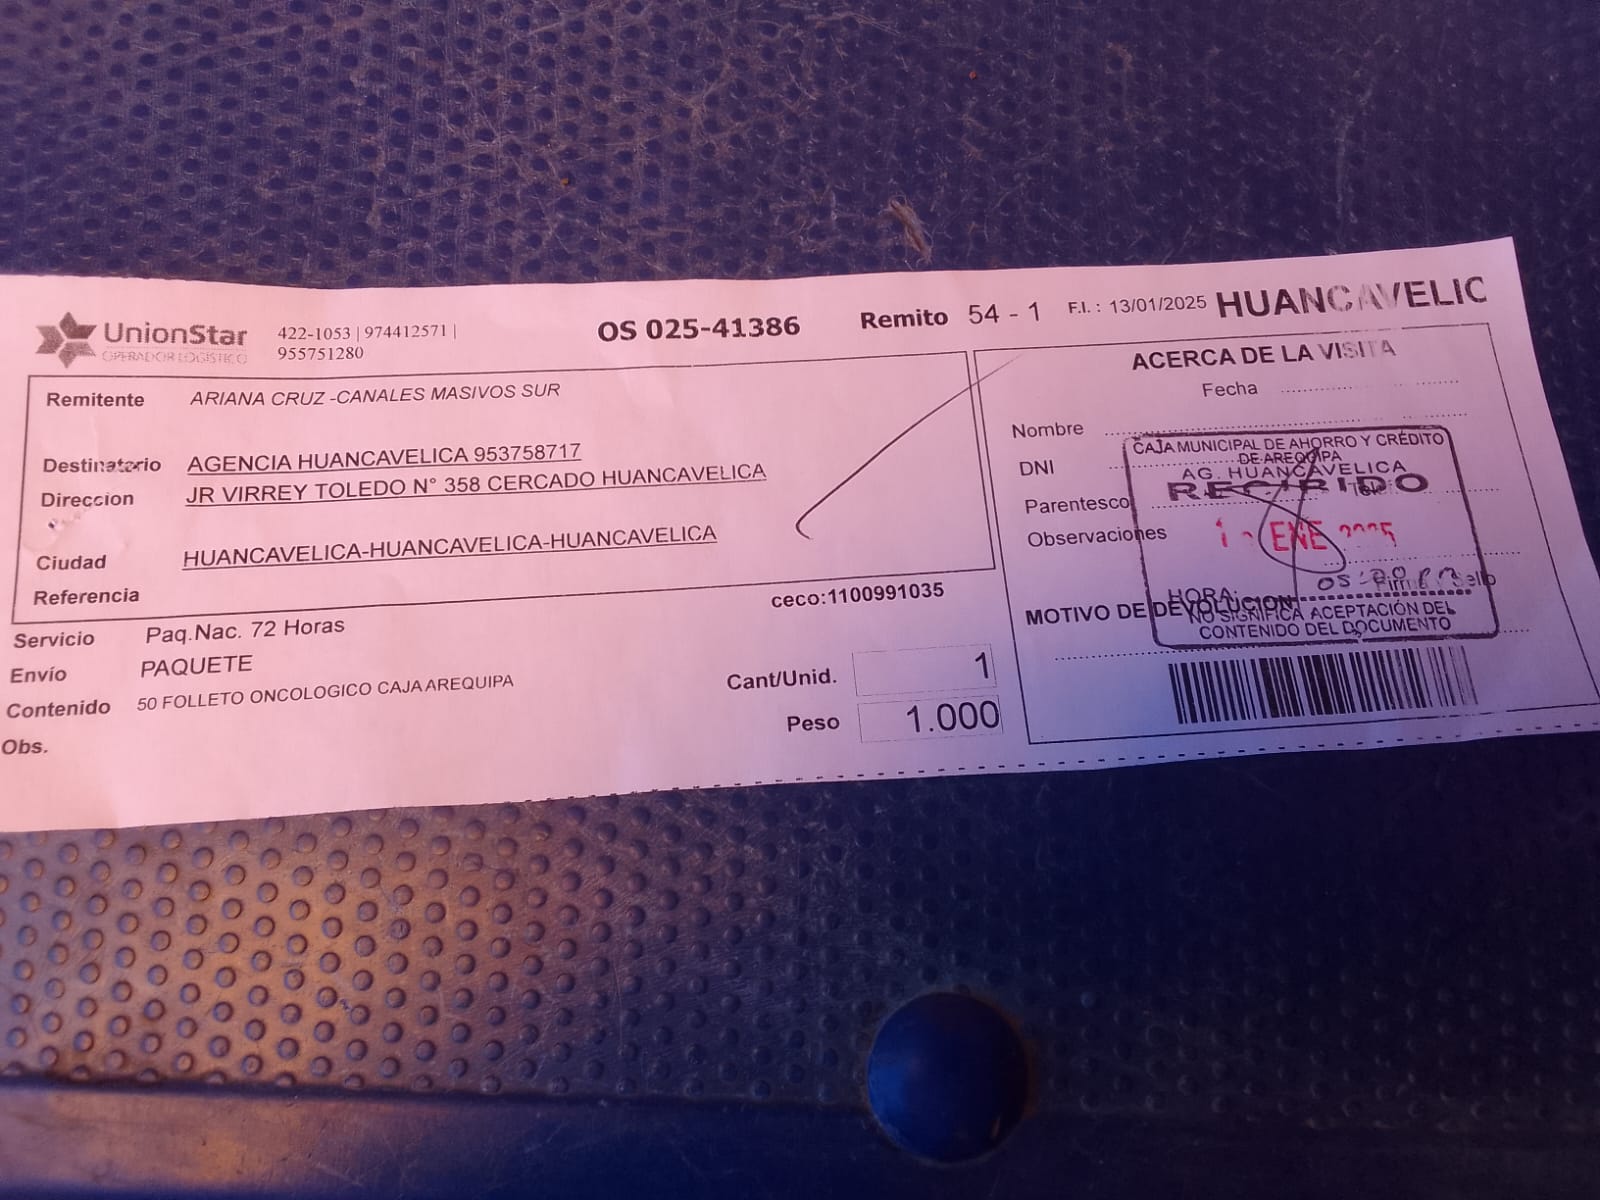 UnionStar
OPERADOR LOGÍSTICO
422-1053 | 974412571 |
955751280
OS 025-41386
Remito 54 - 1
F.I. : 13/01/2025
HUANCAVELIC
Remitente ARIANA CRUZ -CANALES MASIVOS SUR
Destinatario AGENCIA HUANCAVELICA 953758717
Direccion JR VIRREY TOLEDO N° 358 CERCADO HUANCAVELICA
Ciudad HUANCAVELICA-HUANCAVELICA-HUANCAVELICA
Referencia
ceco:1100991035
Servicio Paq.Nac. 72 Horas
Envío PAQUETE
Contenido 50 FOLLETO ONCOLOGICO CAJA AREQUIPA
Obs.
Cant/Unid. 1
Peso 1.000
ACERCA DE LA VISITA
Fecha
Nombre
DNI
Parentesco
Observaciones
MOTIVO DE DEVOLUCION
CAJA MUNICIPAL DE AHORRO Y CRÉDITO
DE AREQUIPA
AG. HUANCAVELICA
RECIBIDO
ENE 2025
HORA:
NO SIGNIFICA ACEPTACIÓN DEL
CONTENIDO DEL DOCUMENTO